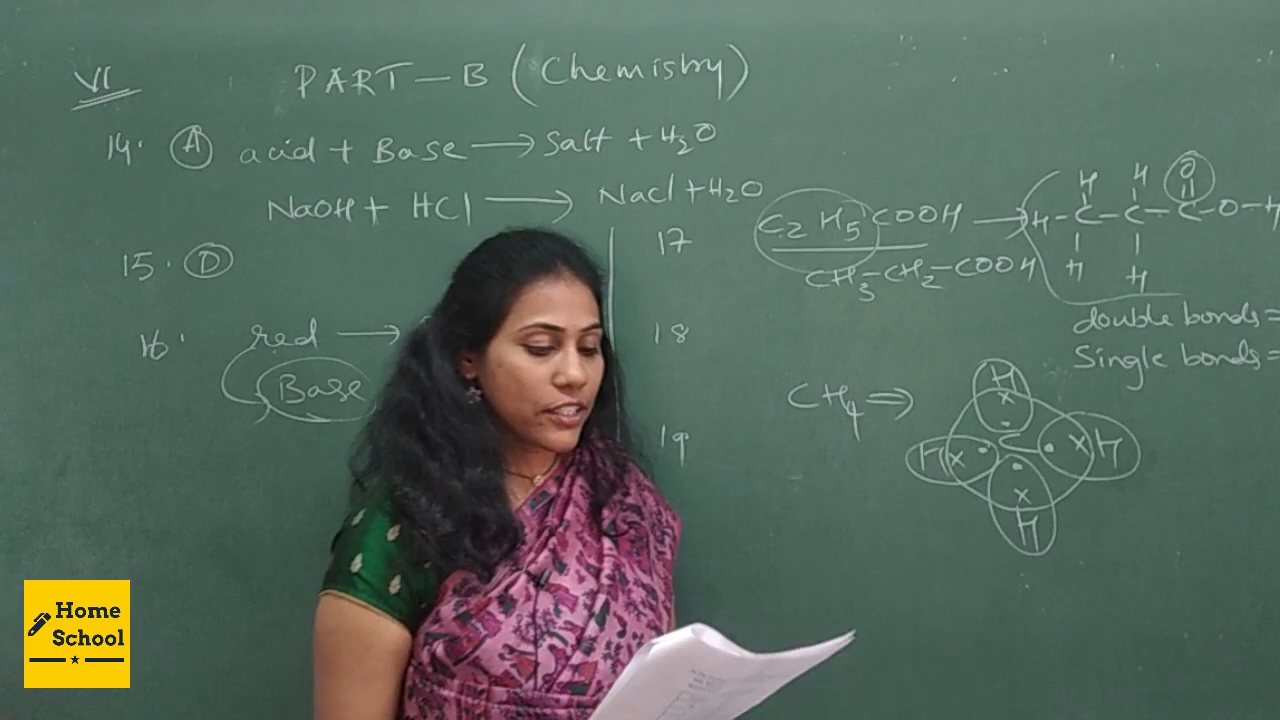 VI
PART-B (Chemistry)
14. A acid + Base → Salt + H2O
NaOH + HCl → NaCl + H2O
15. D
16. red →
Base
17 C2H5COOH →
CH3-CH2-COOH
H H O
H-C-C-C-O-H
H H
double bonds =
Single bonds =
18
CH4 ⇒
H
x
H x · C · x H
x
H
19
Home
School